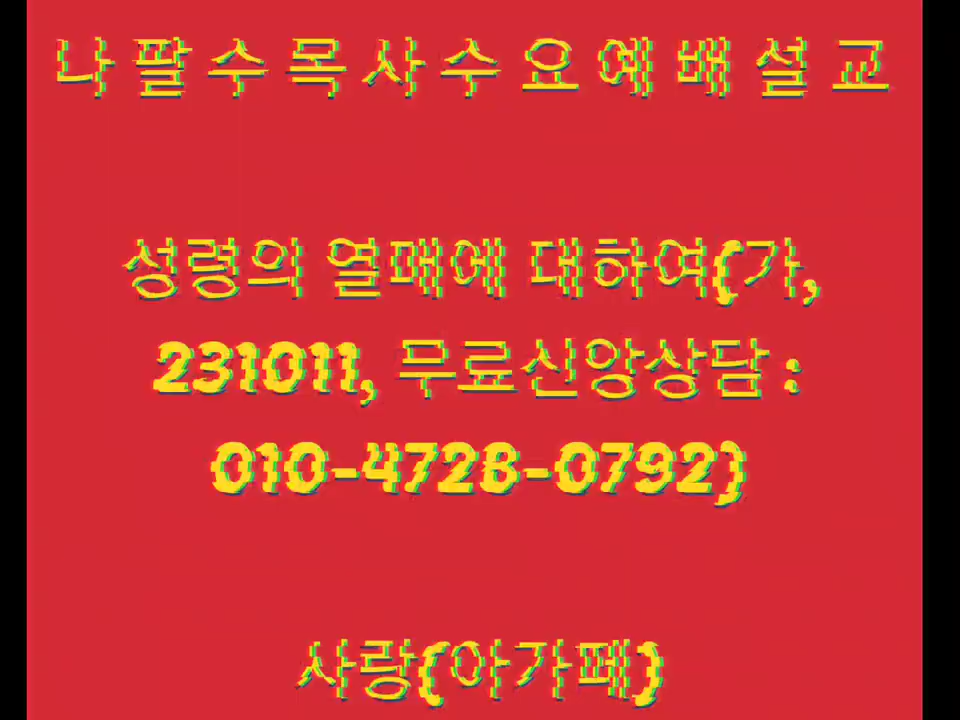 나팔수목사수요예배설교
성령의 열매에 대하여(가,
231011, 무료신앙상담:
010-4728-0792)
사랑(아가페)